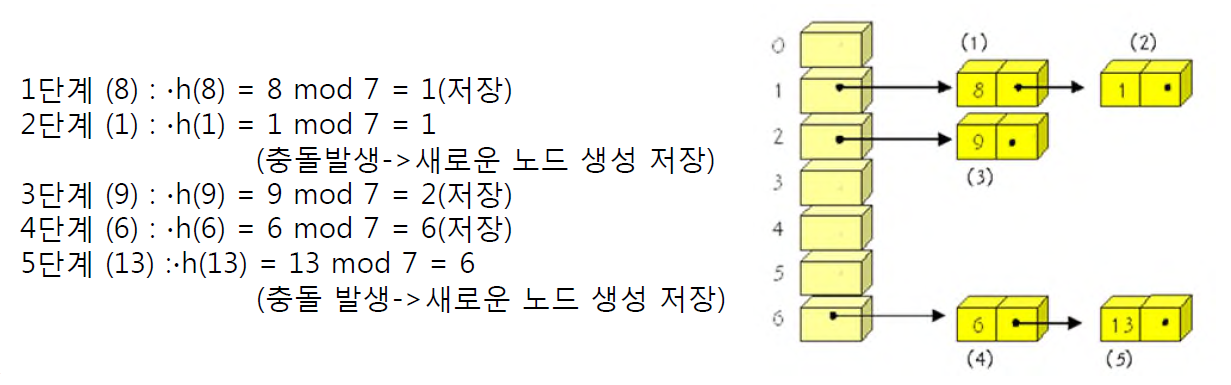 1단계 (8) : ·h(8) = 8 mod 7 = 1(저장)
2단계 (1) : ·h(1) = 1 mod 7 = 1
(충돌발생->새로운 노드 생성 저장)
3단계 (9) : ·h(9) = 9 mod 7 = 2(저장)
4단계 (6) : ·h(6) = 6 mod 7 = 6(저장)
5단계 (13) :·h(13) = 13 mod 7 = 6
(충돌 발생->새로운 노드 생성 저장)
0
(1) (2)
1 8 1
2 9
(3)
3
4
5
6 6 13
(4) (5)